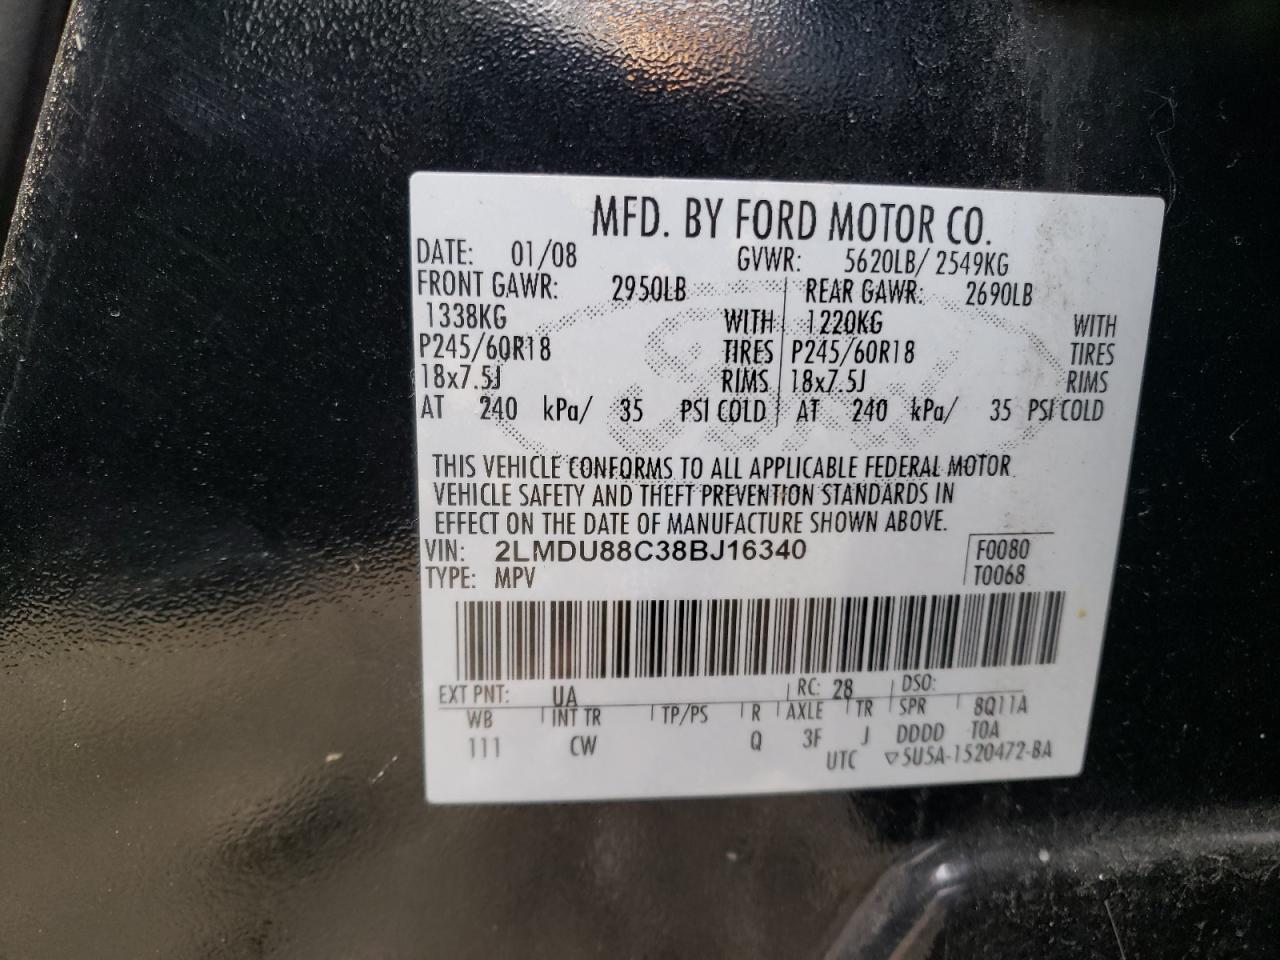 MFD. BY FORD MOTOR CO.
DATE: 01/08 GVWR: 5620LB/ 2549KG
FRONT GAWR: 2950LB REAR GAWR: 2690LB
1338KG WITH 1220KG WITH
P245/60R18 TIRES P245/60R18 TIRES
18x7.5J RIMS 18x7.5J RIMS
AT 240 kPa/ 35 PSI COLD AT 240 kPa/ 35 PSI COLD
THIS VEHICLE CONFORMS TO ALL APPLICABLE FEDERAL MOTOR
VEHICLE SAFETY AND THEFT PREVENTION STANDARDS IN
EFFECT ON THE DATE OF MANUFACTURE SHOWN ABOVE.
VIN: 2LMDU88C38BJ16340 F0080
TYPE: MPV T0068
EXT PNT: UA RC: 28 DSO:
WB INT TR TP/PS R AXLE TR SPR 8Q11A
111 CW Q 3F J DDDD T0A
UTC ▽5U5A-1520472-BA